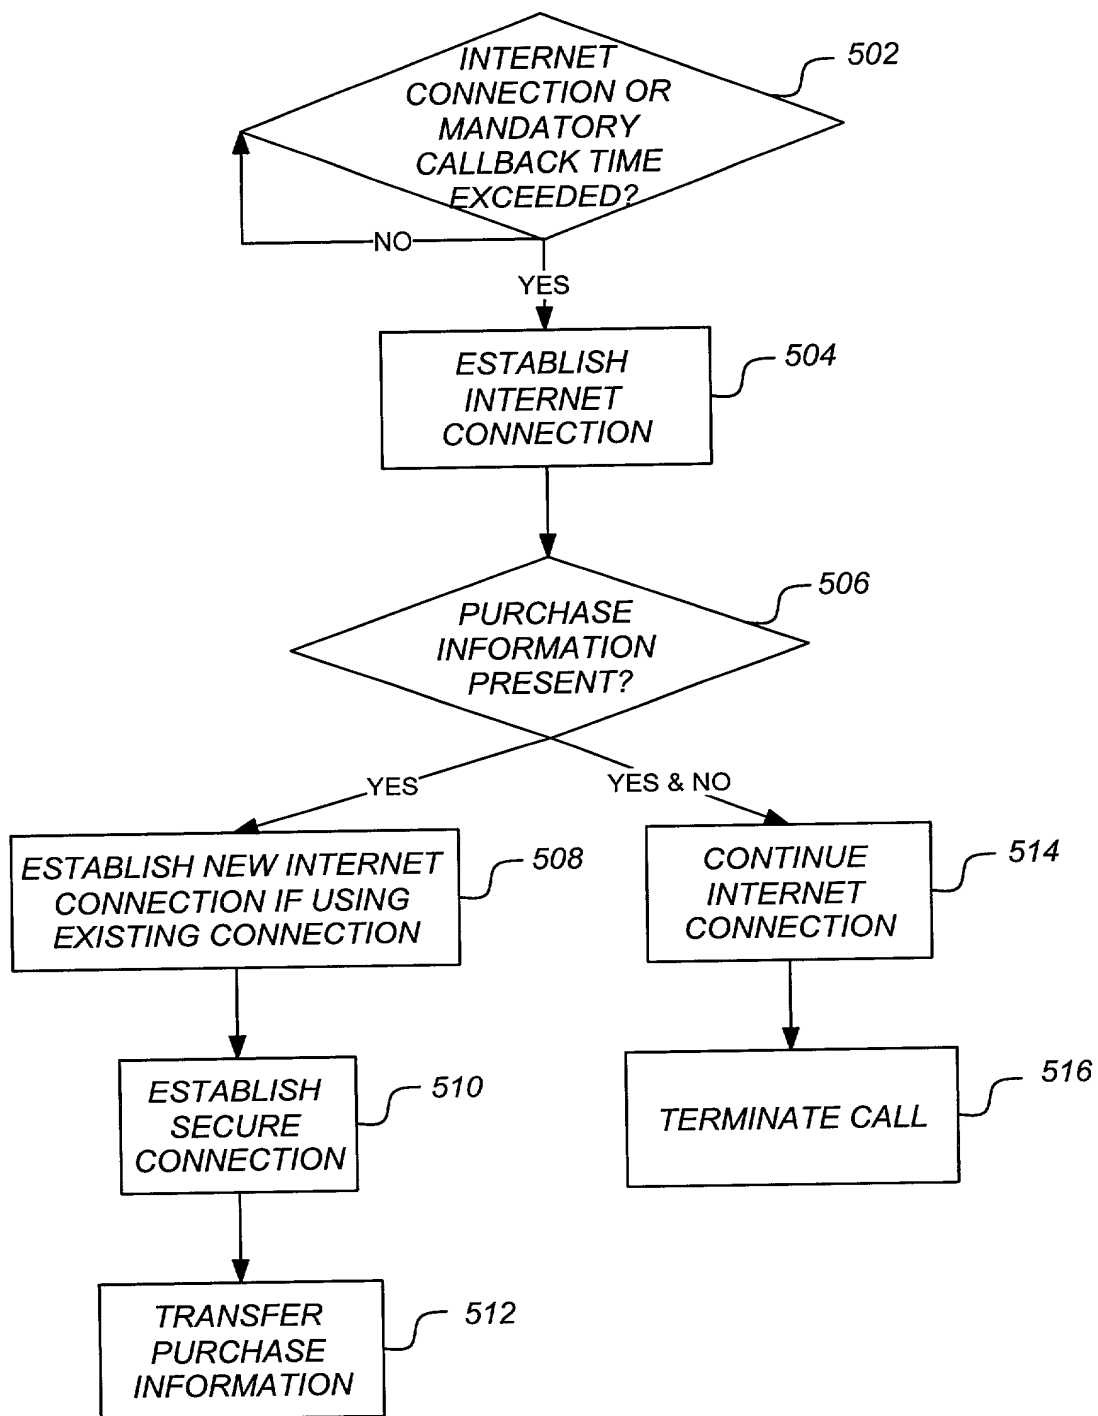 INTERNET
CONNECTION OR
MANDATORY
CALLBACK TIME
EXCEEDED?
502
NO
YES
ESTABLISH
INTERNET
CONNECTION
504
PURCHASE
INFORMATION
PRESENT?
506
YES
YES & NO
ESTABLISH NEW INTERNET
CONNECTION IF USING
EXISTING CONNECTION
508
CONTINUE
INTERNET
CONNECTION
514
ESTABLISH
SECURE
CONNECTION
510
TERMINATE CALL
516
TRANSFER
PURCHASE
INFORMATION
512